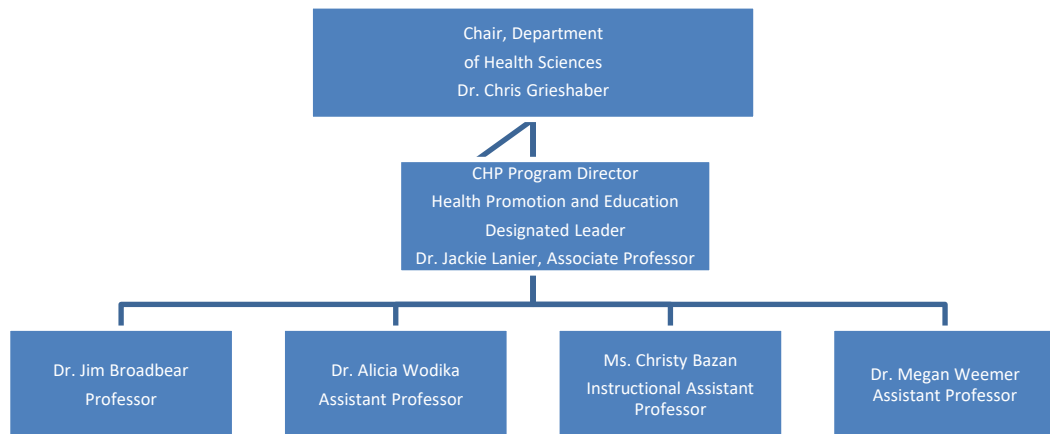 Chair, Department
of Health Sciences
Dr. Chris Grieshaber
CHP Program Director
Health Promotion and Education
Designated Leader
Dr. Jackie Lanier, Associate Professor
Dr. Jim Broadbear
Professor
Dr. Alicia Wodika
Assistant Professor
Ms. Christy Bazan
Instructional Assistant
Professor
Dr. Megan Weemer
Assistant Professor